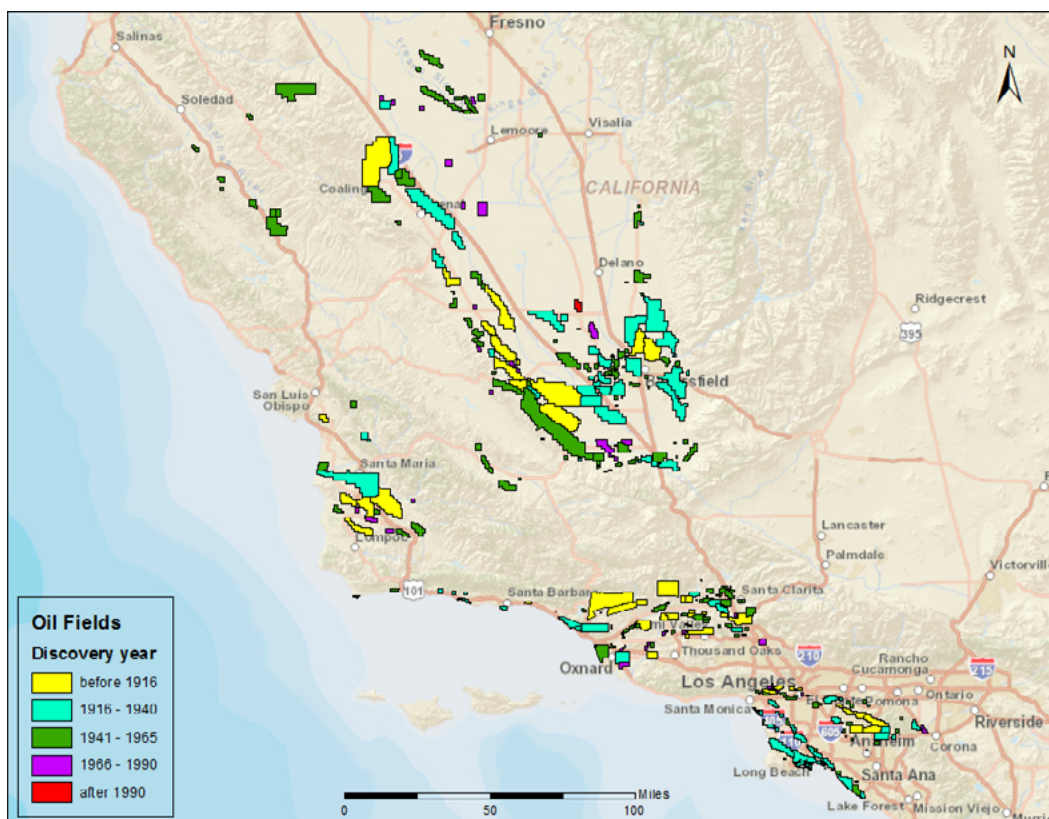 Fresno
Salinas
N
Soledad
Visalia
Lemoore
CALIFORNIA
Coaling
Delano
Ridgecrest
395
San Luis
Obispo
Santa Maria
Lompoc
Lancaster
Palmdale
Victorville
101
Santa Barbara
Santa Clarita
Thousand Oaks
Oxnard
210
Rancho
Cucamonga
215
Los Angeles
Ontario
Pomona
Santa Monica
Riverside
605
Anaheim
Corona
Long Beach
Santa Ana
Lake Forest
Mission Viejo
Oil Fields
Discovery year
before 1916
1916 - 1940
1941 - 1965
1966 - 1990
after 1990
0 50 100 Miles